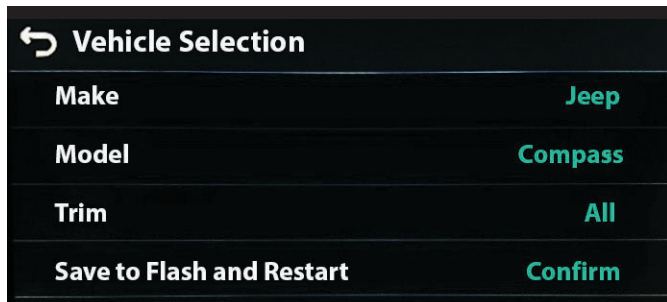 Vehicle Selection
Make Jeep
Model Compass
Trim All
Save to Flash and Restart Confirm